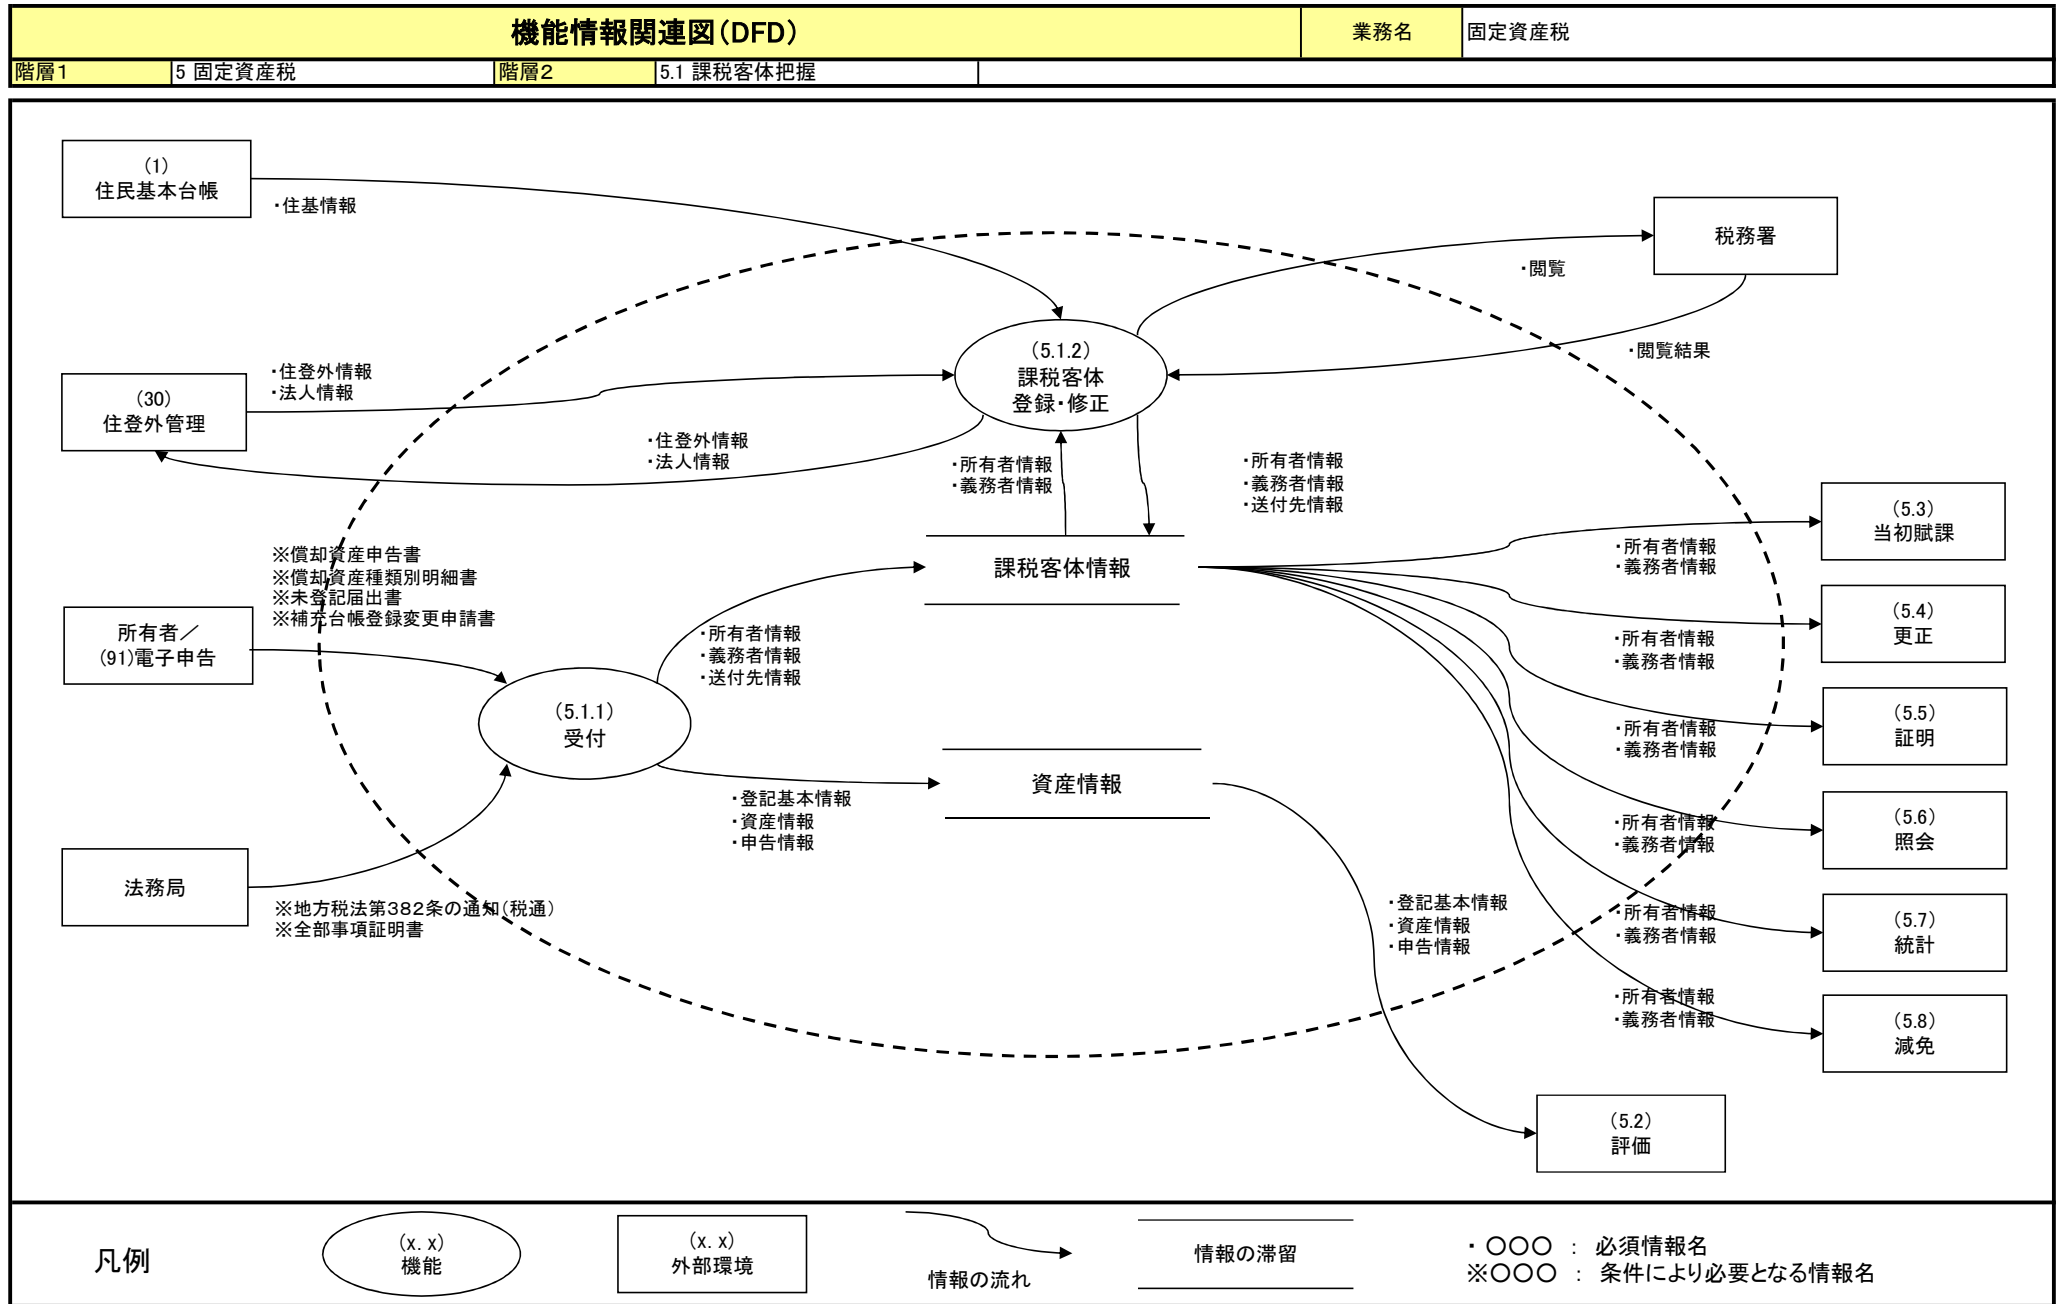 機能情報関連図(DFD)
業務名
固定資産税
階層1
5 固定資産税
階層2
5.1 課税客体把握
(1)
住民基本台帳
・住基情報
税務署
・閲覧
・閲覧結果
(5.1.2)
課税客体
登録・修正
(30)
住登外管理
・住登外情報
・法人情報
・住登外情報
・法人情報
・所有者情報
・義務者情報
・所有者情報
・義務者情報
・送付先情報
課税客体情報
※償却資産申告書
※償却資産種類別明細書
※未登記届出書
※補充台帳登録変更申請書
所有者／
(91)電子申告
・所有者情報
・義務者情報
・送付先情報
(5.1.1)
受付
・登記基本情報
・資産情報
・申告情報
資産情報
法務局
※地方税法第382条の通知(税通)
※全部事項証明書
・登記基本情報
・資産情報
・申告情報
・所有者情報
・義務者情報
(5.3)
当初賦課
・所有者情報
・義務者情報
(5.4)
更正
・所有者情報
・義務者情報
(5.5)
証明
・所有者情報
・義務者情報
(5.6)
照会
・所有者情報
・義務者情報
(5.7)
統計
・所有者情報
・義務者情報
(5.8)
減免
(5.2)
評価
凡例
(x. x)
機能
(x. x)
外部環境
情報の流れ
情報の滞留
・ 〇〇〇 ： 必須情報名
※〇〇〇 ： 条件により必要となる情報名